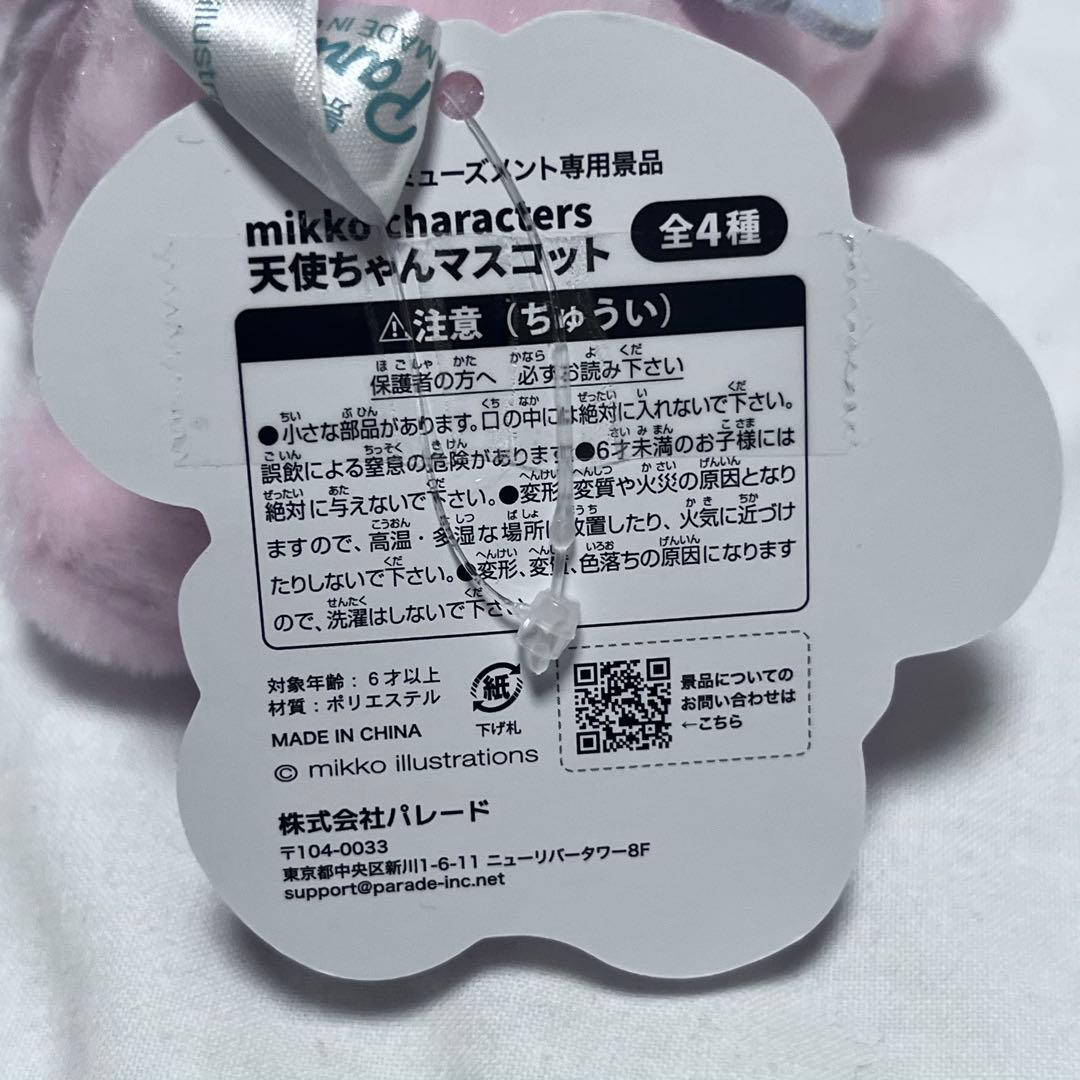 illustr
Para
MADE IN
ミューズメント専用景品
mikko characters
天使ちゃんマスコット
全4種
⚠注意（ちゅうい）
保護者の方へ 必ずお読み下さい
●小さな部品があります。口の中には絶対に入れないで下さい。
誤飲による窒息の危険があります。●6才未満のお子様には
絶対に与えないで下さい。●変形、変質や火災の原因となり
ますので、高温・多湿な場所に放置したり、火気に近づけ
たりしないで下さい。●変形、変質、色落ちの原因になります
ので、洗濯はしないで下さい
対象年齢：6才以上
材質：ポリエステル
MADE IN CHINA
© mikko illustrations
紙
下げ札
景品についての
お問い合わせは
←こちら
株式会社パレード
〒104-0033
東京都中央区新川1-6-11 ニューリバータワー8F
support@parade-inc.net